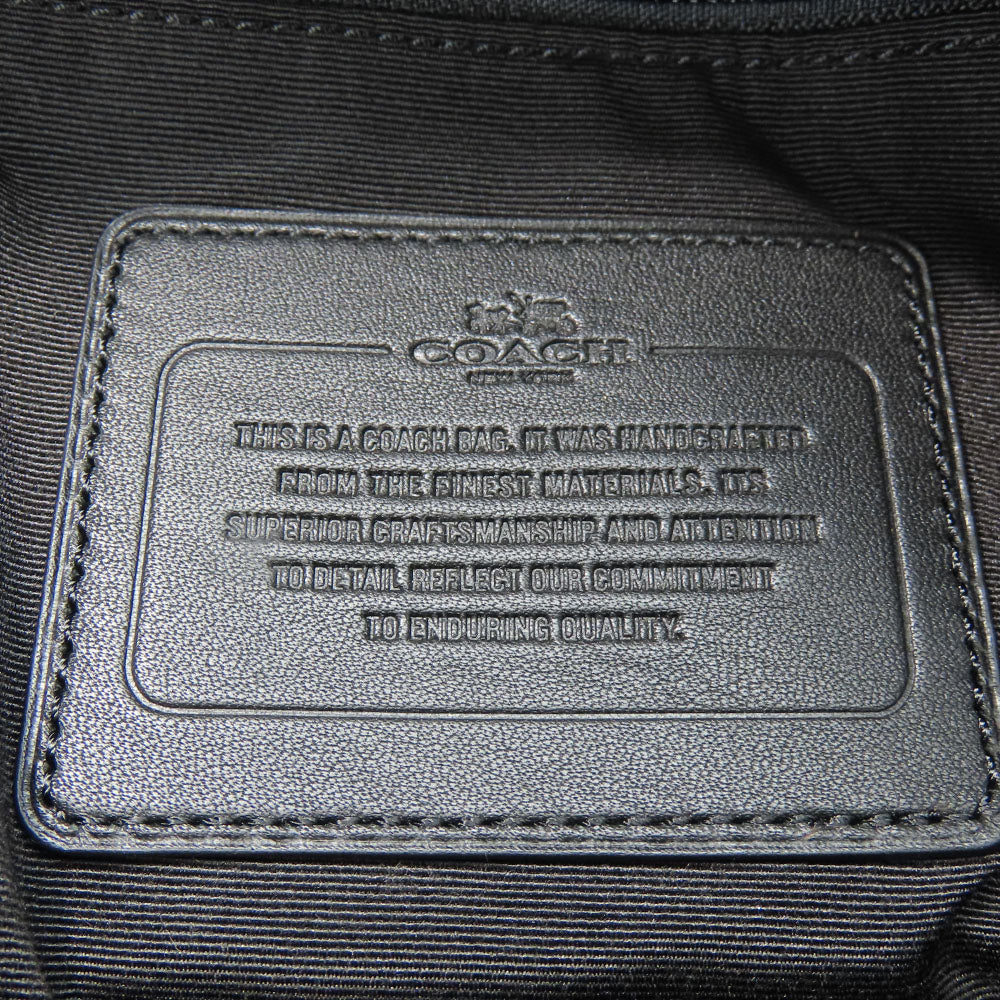 COACH
NEW YORK
THIS IS A COACH BAG. IT WAS HANDCRAFTED
FROM THE FINEST MATERIALS. ITS
SUPERIOR CRAFTSMANSHIP AND ATTENTION
TO DETAIL REFLECT OUR COMMITMENT
TO ENDURING QUALITY.